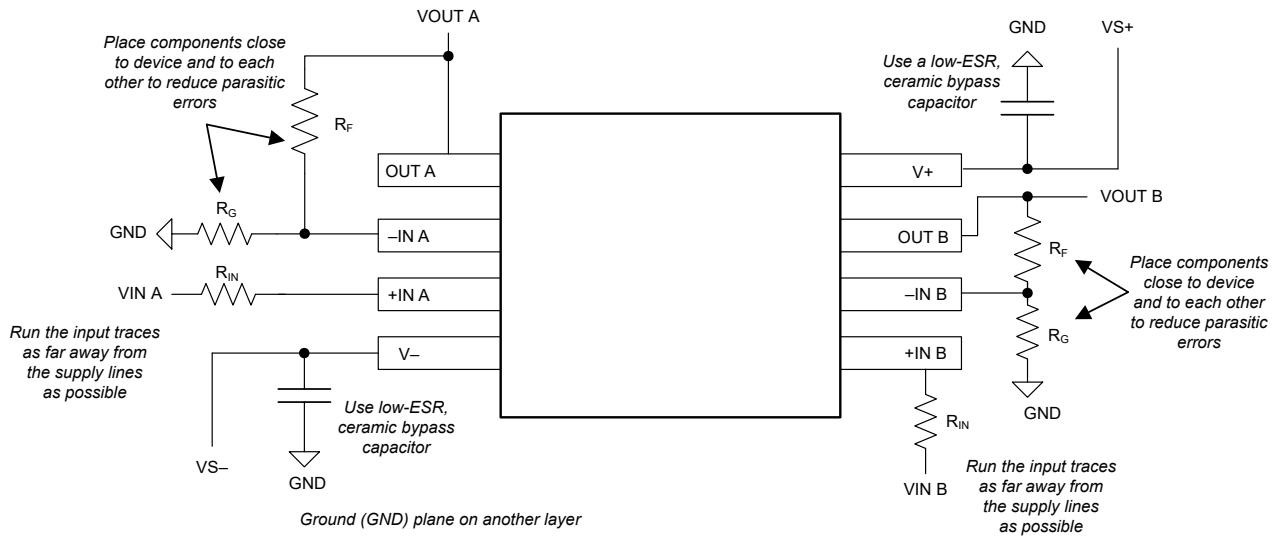 VOUT A
Place components close
to device and to each
other to reduce parasitic
errors
RF
OUT A
RG
GND
–IN A
RIN
VIN A
+IN A
Run the input traces
as far away from
the supply lines
as possible
V–
Use low-ESR,
ceramic bypass
capacitor
VS–
GND
Ground (GND) plane on another layer
GND
VS+
Use a low-ESR,
ceramic bypass
capacitor
V+
VOUT B
OUT B
RF
Place components
close to device
and to each other
to reduce parasitic
errors
–IN B
RG
+IN B
GND
RIN
VIN B
Run the input traces
as far away from
the supply lines
as possible